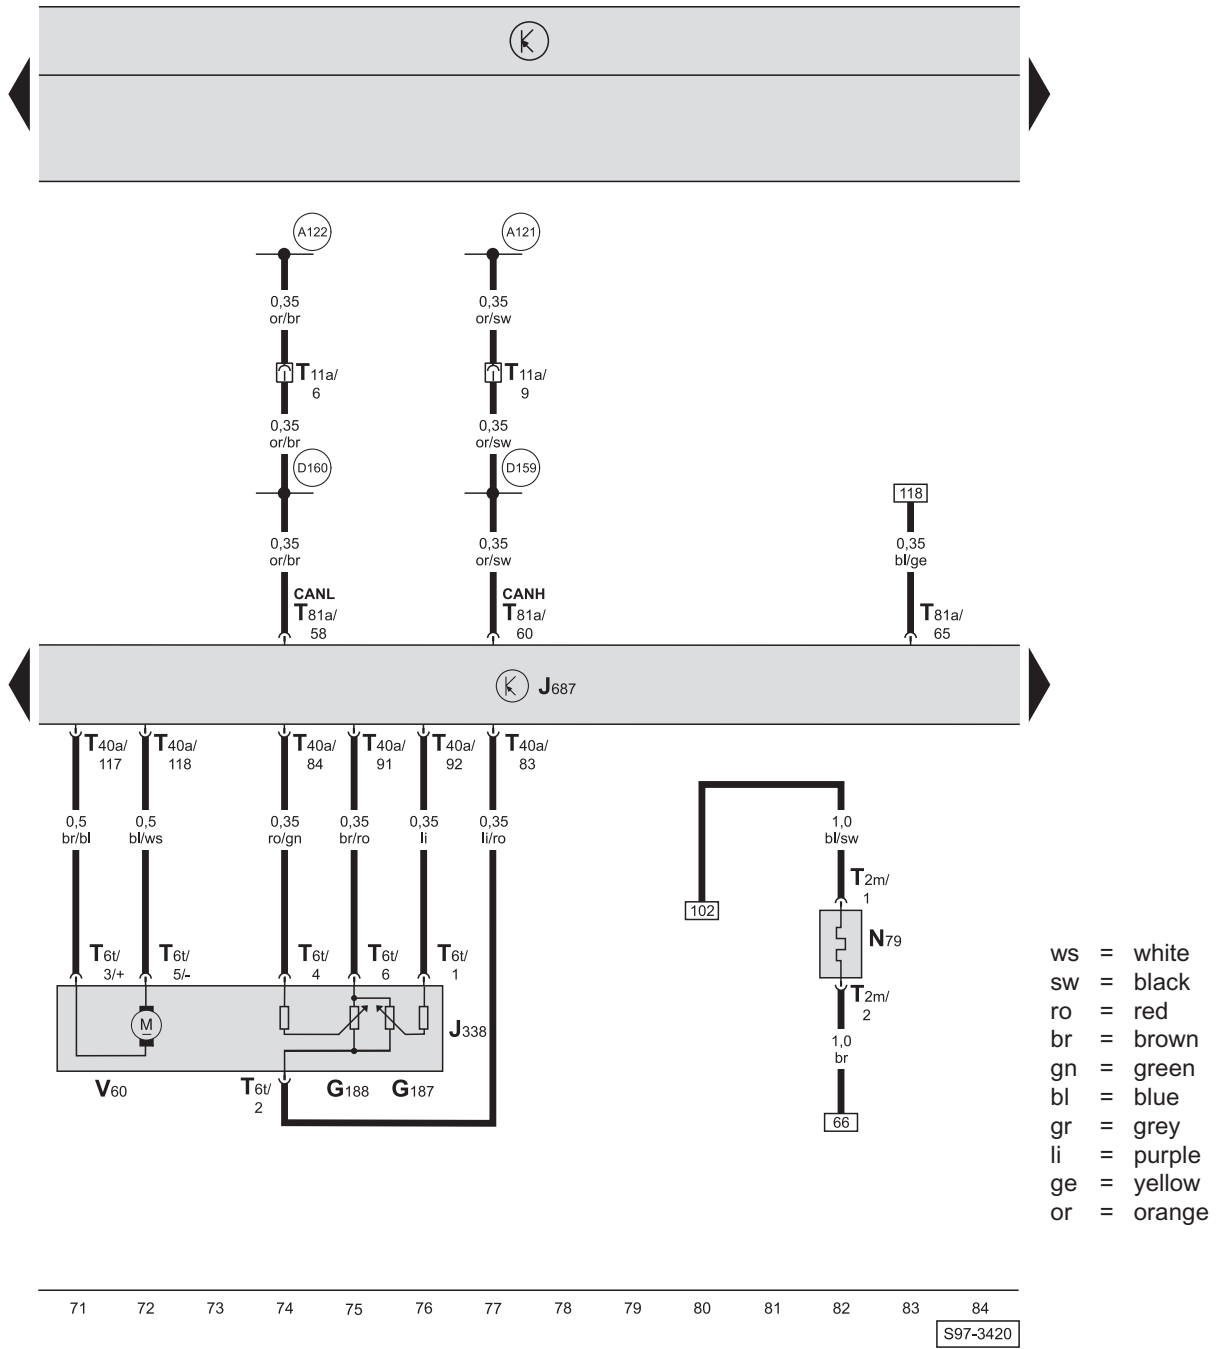 A122
A121
0,35
or/br
0,35
or/sw
T11a/
6
T11a/
9
0,35
or/br
0,35
or/sw
D160
D159
118
0,35
or/br
0,35
or/sw
0,35
bl/ge
CANL
T81a/
58
CANH
T81a/
60
T81a/
65
J687
T40a/
117
T40a/
118
T40a/
84
T40a/
91
T40a/
92
T40a/
83
0,5
br/bl
0,5
bl/ws
0,35
ro/gn
0,35
br/ro
0,35
li
0,35
li/ro
1,0
bl/sw
T2m/
1
102
N79
T6t/
3/+
T6t/
5/-
T6t/
4
T6t/
6
T6t/
1
T2m/
2
M
J338
1,0
br
V60
T6t/
2
G188
G187
66
ws = white
sw = black
ro = red
br = brown
gn = green
bl = blue
gr = grey
li = purple
ge = yellow
or = orange
71 72 73 74 75 76 77 78 79 80 81 82 83 84
S97-3420